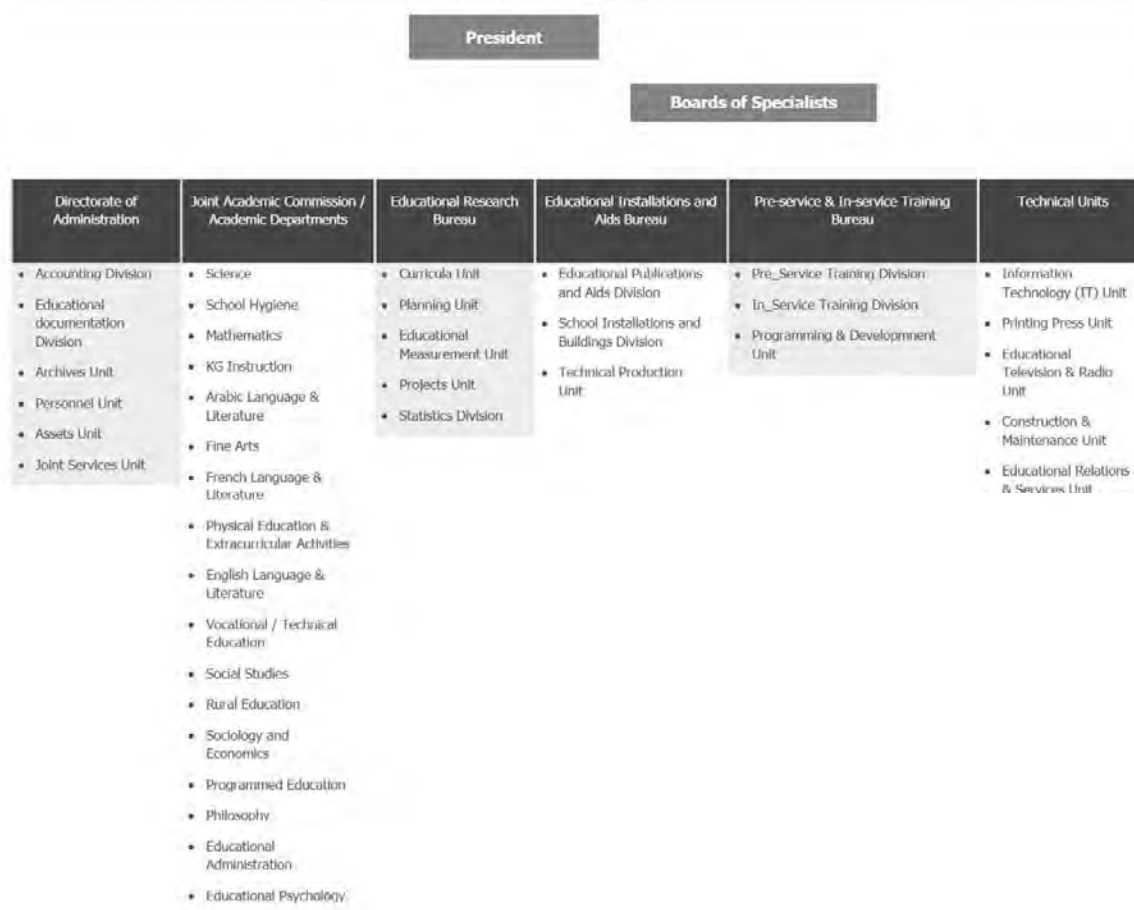 President
Boards of Specialists
Directorate of
Administration
Joint Academic Commission /
Academic Departments
Educational Research
Bureau
Educational Installations and
Aids Bureau
Pre-service & In-service Training
Bureau
Technical Units
• Accounting Division
• Educational
documentation
Division
• Archives Unit
• Personnel Unit
• Assets Unit
• Joint Services Unit
• Science
• School Hygiene
• Mathematics
• KG Instruction
• Arabic Language &
Literature
• Fine Arts
• French Language &
Literature
• Physical Education &
Extracurricular Activities
• English Language &
Literature
• Vocational / Technical
Education
• Social Studies
• Rural Education
• Sociology and
Economics
• Programmed Education
• Philosophy
• Educational
Administration
• Educational Psychology
• Curricula Unit
• Planning Unit
• Educational
Measurement Unit
• Projects Unit
• Statistics Division
• Educational Publications
and Aids Division
• School Installations and
Buildings Division
• Technical Production
Unit
• Pre_Service Training Division
• In_Service Training Division
• Programming & Developmnent
Unit
• Information
Technology (IT) Unit
• Printing Press Unit
• Educational
Television & Radio
Unit
• Construction &
Maintenance Unit
• Educational Relations
& Services Unit